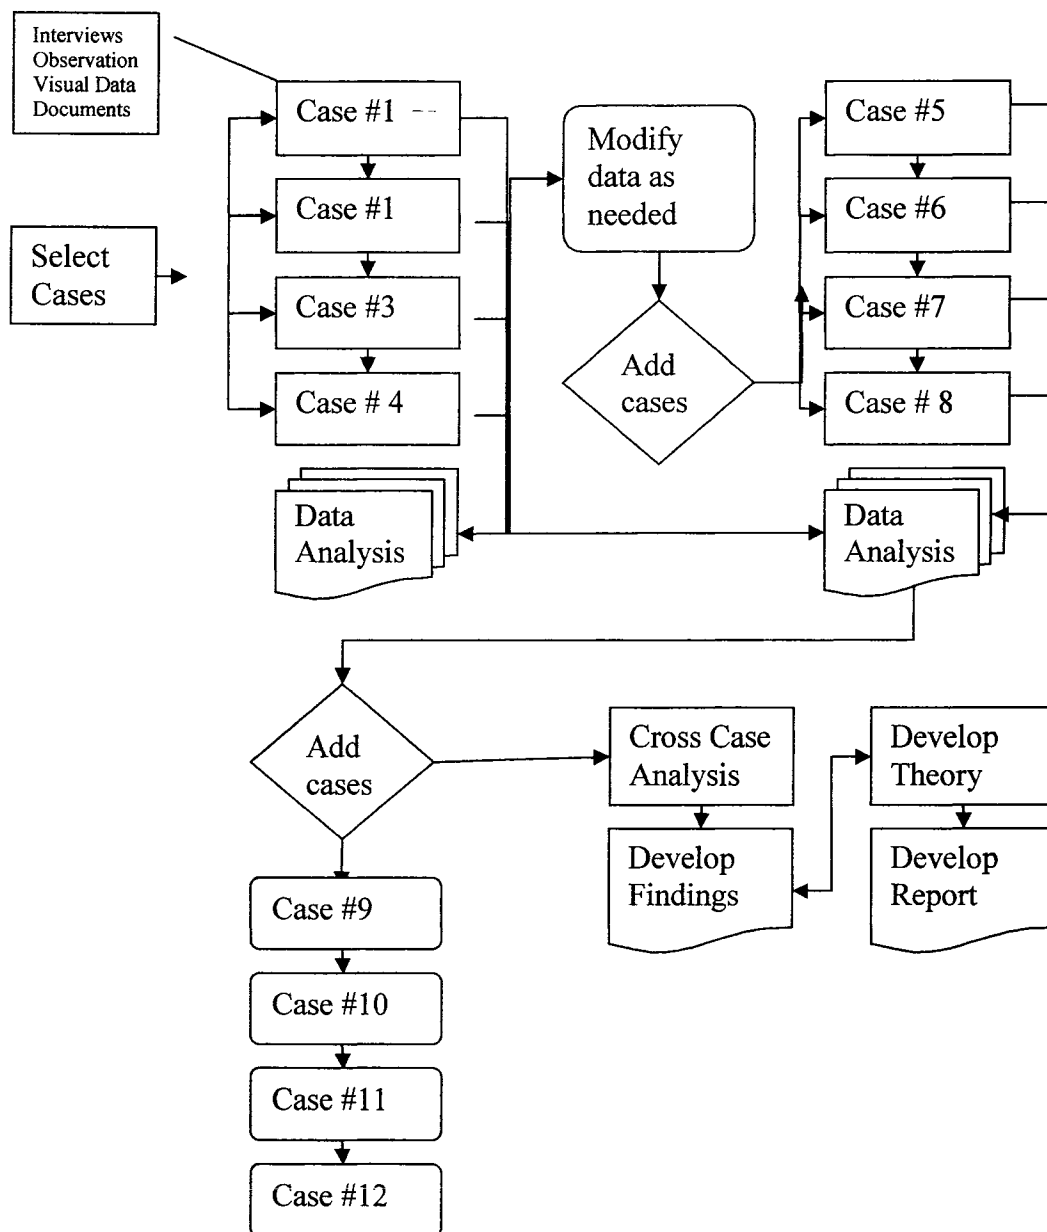 Interviews
Observation
Visual Data
Documents
Select
Cases
Case #1
Case #1
Case #3
Case # 4
Data
Analysis
Modify
data as
needed
Add
cases
Case #5
Case #6
Case #7
Case # 8
Data
Analysis
Add
cases
Case #9
Case #10
Case #11
Case #12
Cross Case
Analysis
Develop
Findings
Develop
Theory
Develop
Report